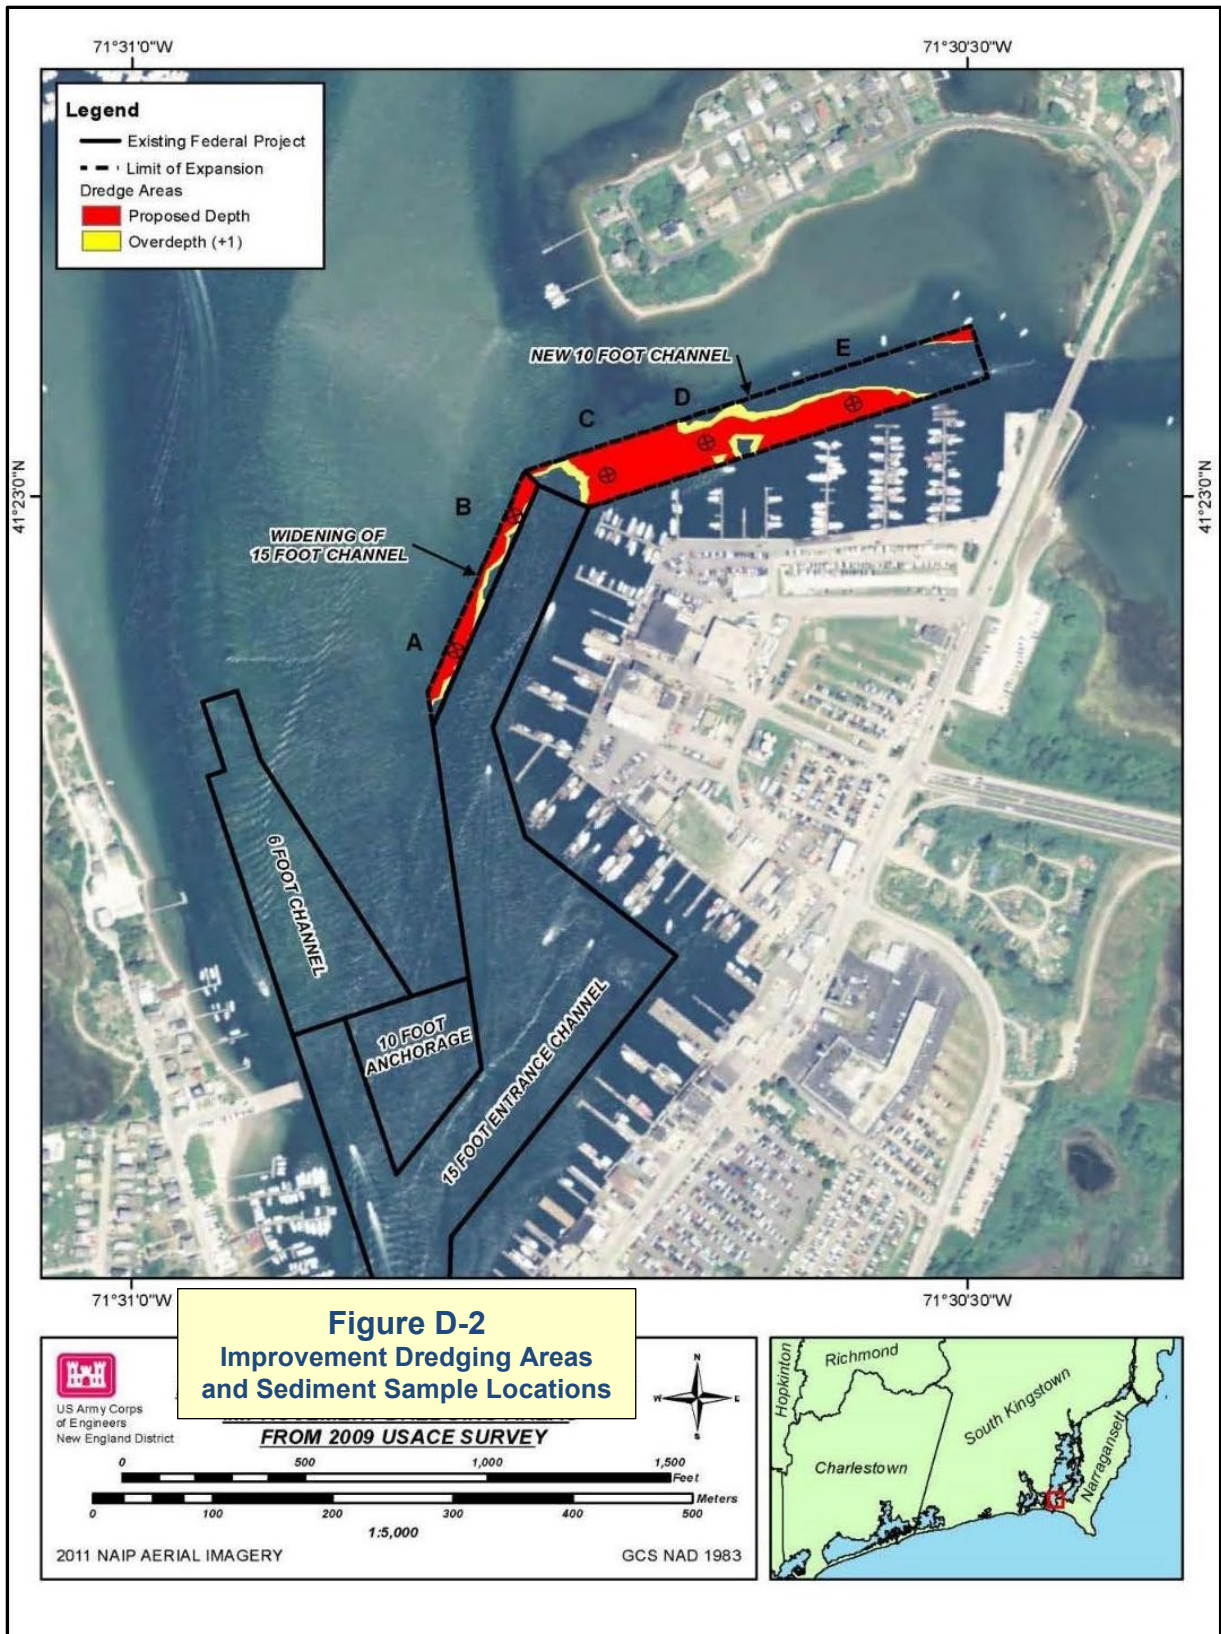 71°31'0"W
71°30'30"W
Legend
Existing Federal Project
Limit of Expansion
Dredge Areas
Proposed Depth
Overdepth (+1)
NEW 10 FOOT CHANNEL
E
D
C
B
A
WIDENING OF
15 FOOT CHANNEL
41°23'0"N
41°23'0"N
6 FOOT CHANNEL
10 FOOT
ANCHORAGE
15 FOOT ENTRANCE CHANNEL
71°31'0"W
71°30'30"W
Figure D-2
Improvement Dredging Areas
and Sediment Sample Locations
US Army Corps
of Engineers
New England District
FROM 2009 USACE SURVEY
N
W
E
S
0 500 1,000 1,500
Feet
Meters
0 100 200 300 400 500
1:5,000
2011 NAIP AERIAL IMAGERY
GCS NAD 1983
Hopkinton
Richmond
South Kingstown
Charlestown
Narragansett